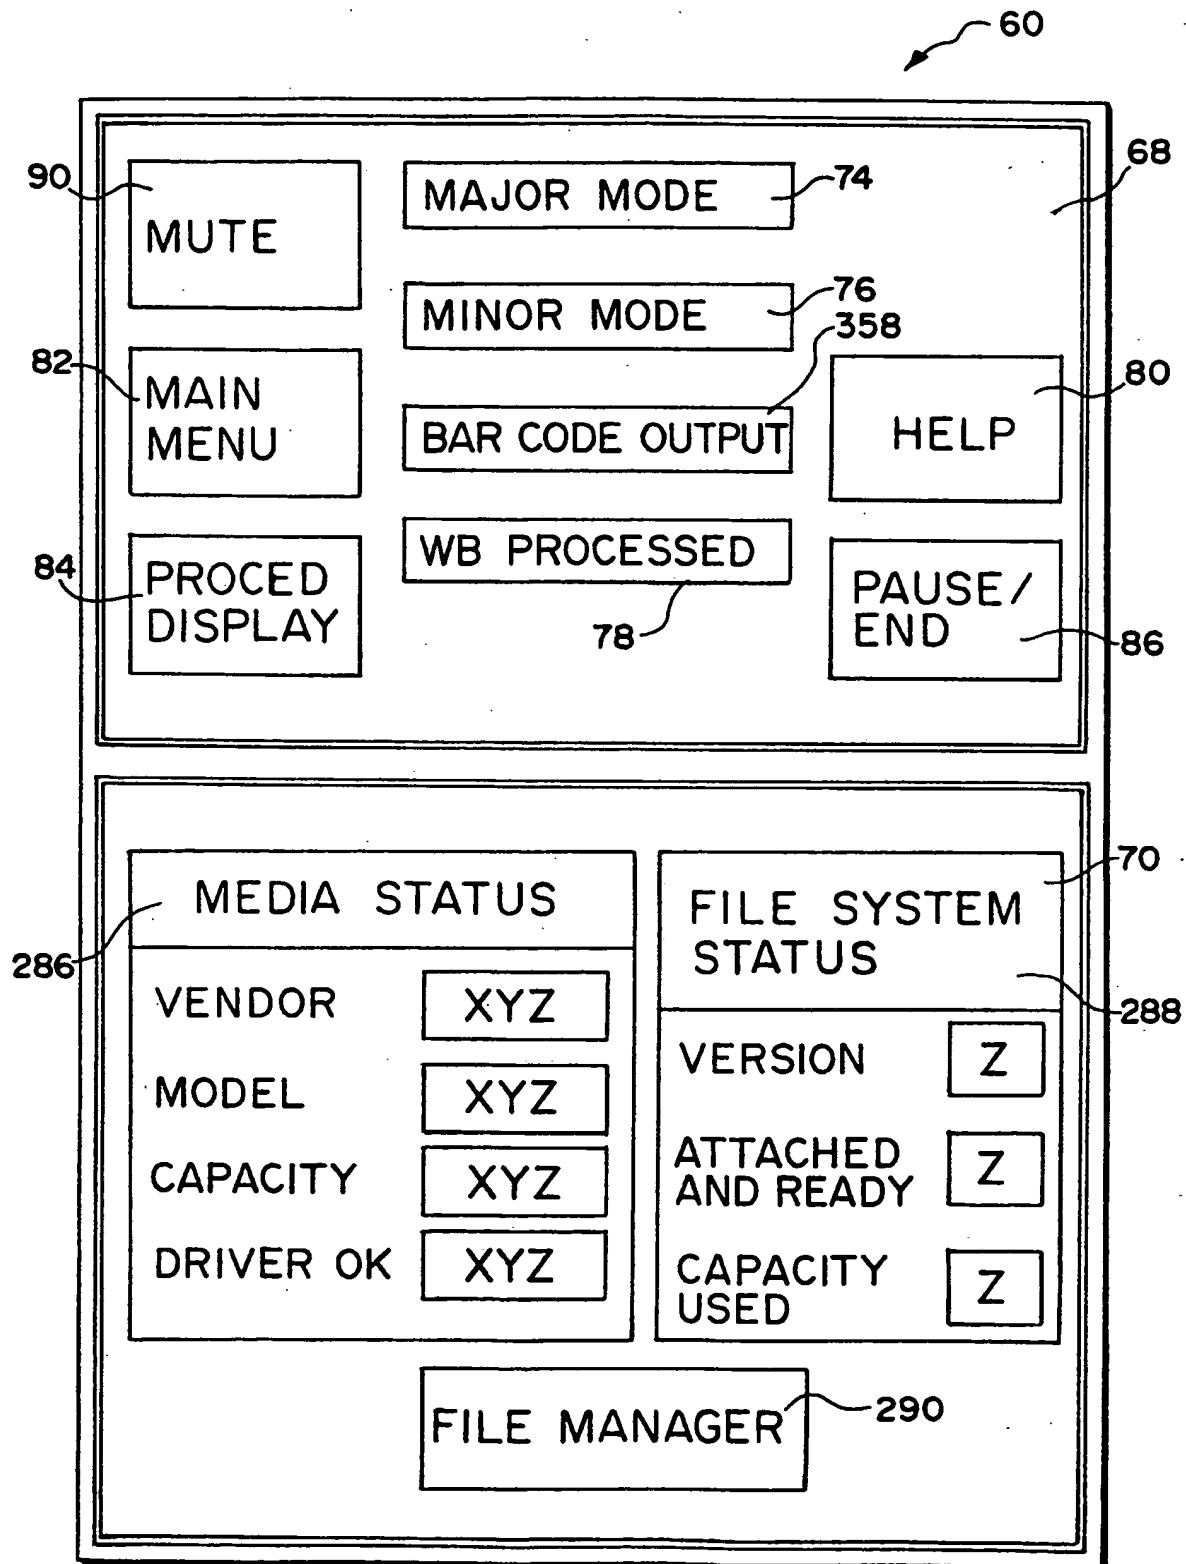 60
68
90
MUTE
MAJOR MODE
74
MINOR MODE
76
358
82
MAIN
MENU
BAR CODE OUTPUT
HELP
80
84
PROCED
DISPLAY
WB PROCESSED
78
PAUSE/
END
86
MEDIA STATUS
286
VENDOR XYZ
MODEL XYZ
CAPACITY XYZ
DRIVER OK XYZ
70
FILE SYSTEM
STATUS
288
VERSION Z
ATTACHED
AND READY Z
CAPACITY
USED Z
FILE MANAGER
290